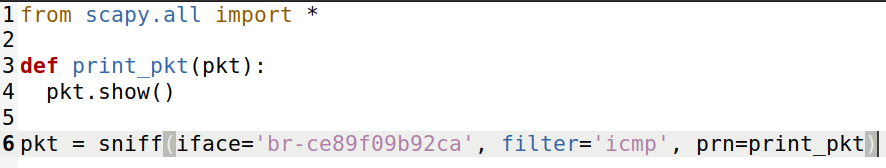 1 from scapy.all import *
2
3 def print_pkt(pkt):
4   pkt.show()
5
6 pkt = sniff(iface='br-ce89f09b92ca', filter='icmp', prn=print_pkt)